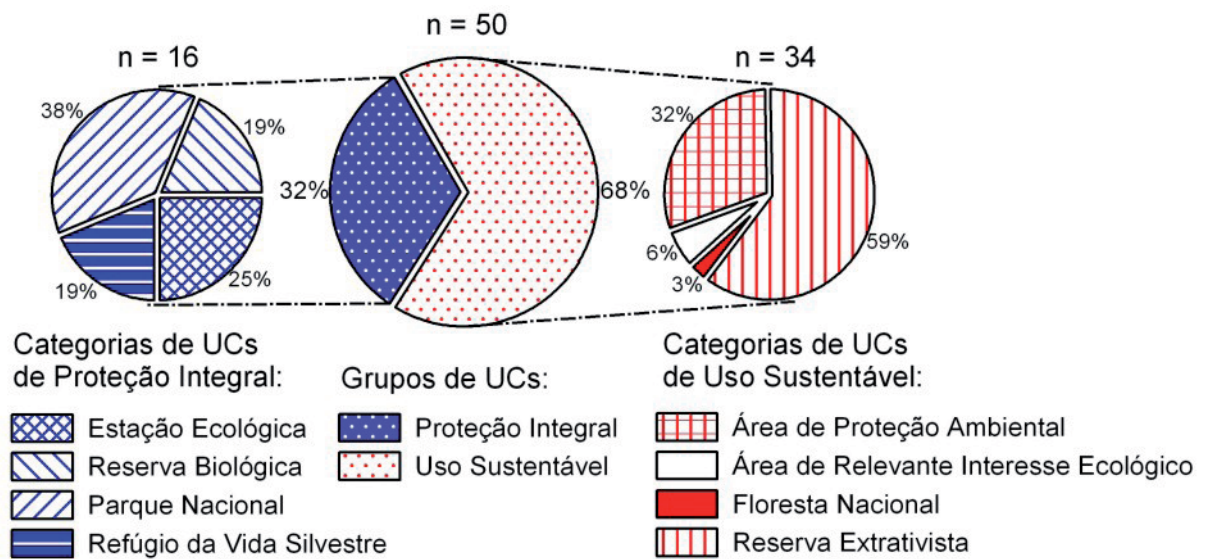 n = 16
n = 50
n = 34
38%
19%
19%
25%
32%
68%
32%
6%
3%
59%
Categorias de UCs
de Proteção Integral:
Estação Ecológica
Reserva Biológica
Parque Nacional
Refúgio da Vida Silvestre
Grupos de UCs:
Proteção Integral
Uso Sustentável
Categorias de UCs
de Uso Sustentável:
Área de Proteção Ambiental
Área de Relevante Interesse Ecológico
Floresta Nacional
Reserva Extrativista